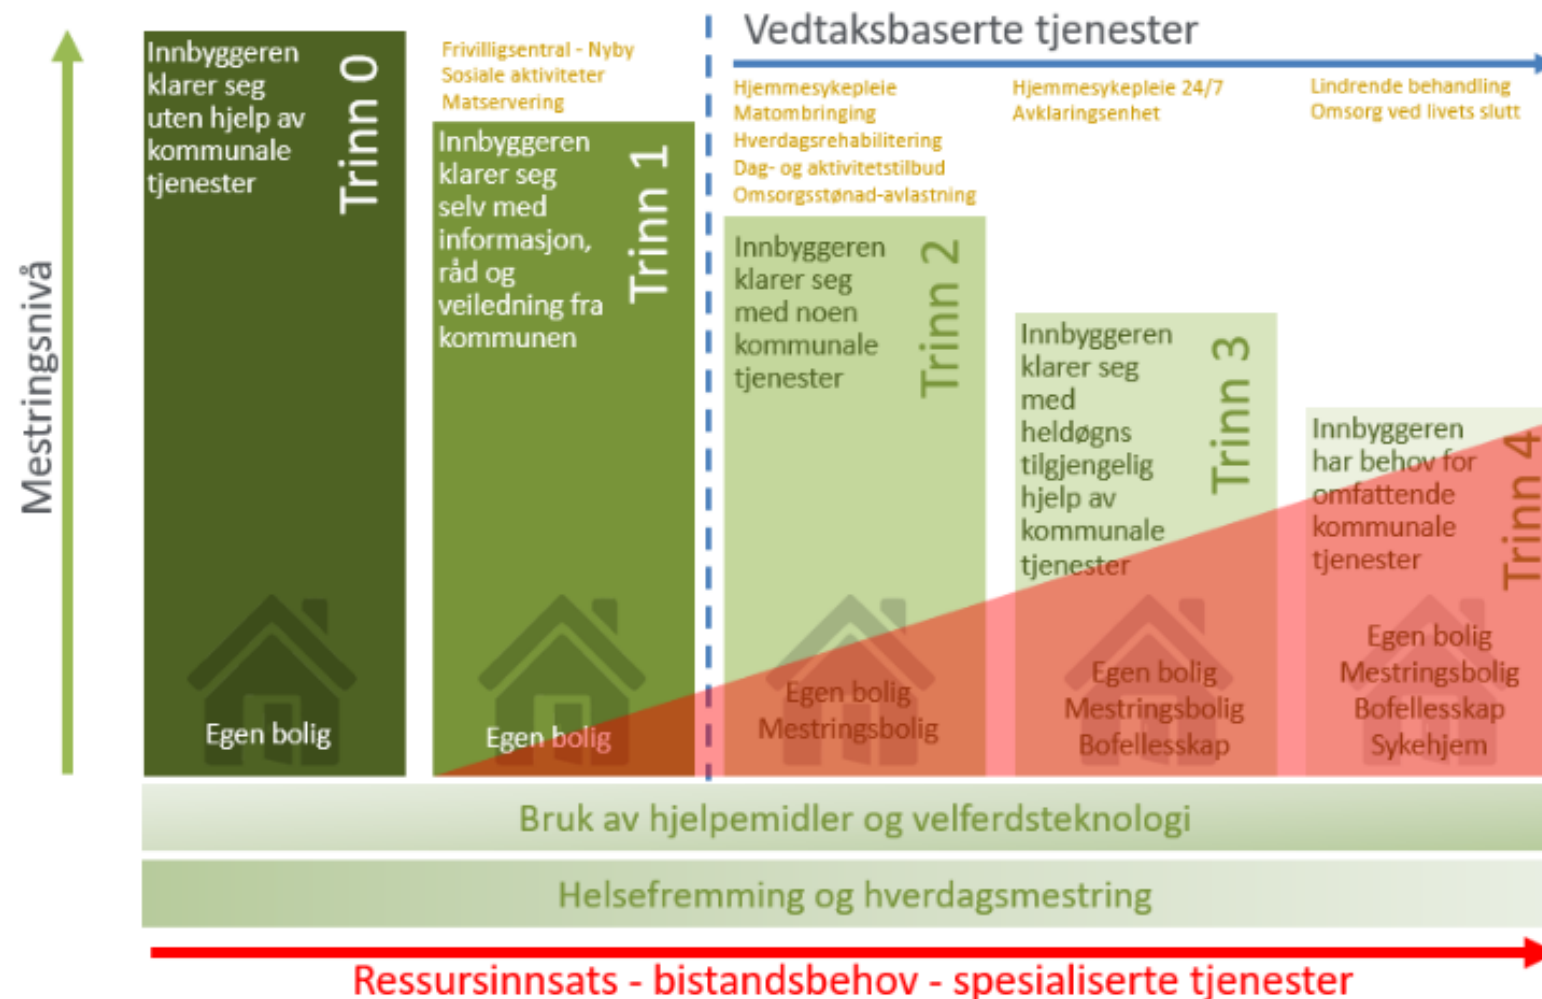 Vedtaksbaserte tjenester
Mestringsnivå
Innbyggeren
klarer seg
uten hjelp av
kommunale
tjenester
Trinn 0
Egen bolig
Frivilligsentral - Nyby
Sosiale aktiviteter
Matservering
Innbyggeren
klarer seg
selv med
informasjon,
råd og
veiledning fra
kommunen
Trinn 1
Egen bolig
Hjemmesykepleie
Matombringing
Hverdagsrehabilitering
Dag- og aktivitetstilbud
Omsorgsstønad-avlastning
Innbyggeren
klarer seg
med noen
kommunale
tjenester
Trinn 2
Egen bolig
Mestringsbolig
Hjemmesykepleie 24/7
Avklaringsenhet
Innbyggeren
klarer seg
med
heldøgns
tilgjengelig
hjelp av
kommunale
tjenester
Trinn 3
Egen bolig
Mestringsbolig
Bofellesskap
Lindrende behandling
Omsorg ved livets slutt
Innbyggeren
har behov for
omfattende
kommunale
tjenester
Trinn 4
Egen bolig
Mestringsbolig
Bofellesskap
Sykehjem
Bruk av hjelpemidler og velferdsteknologi
Helsefremming og hverdagsmestring
Ressursinnsats - bistandsbehov - spesialiserte tjenester